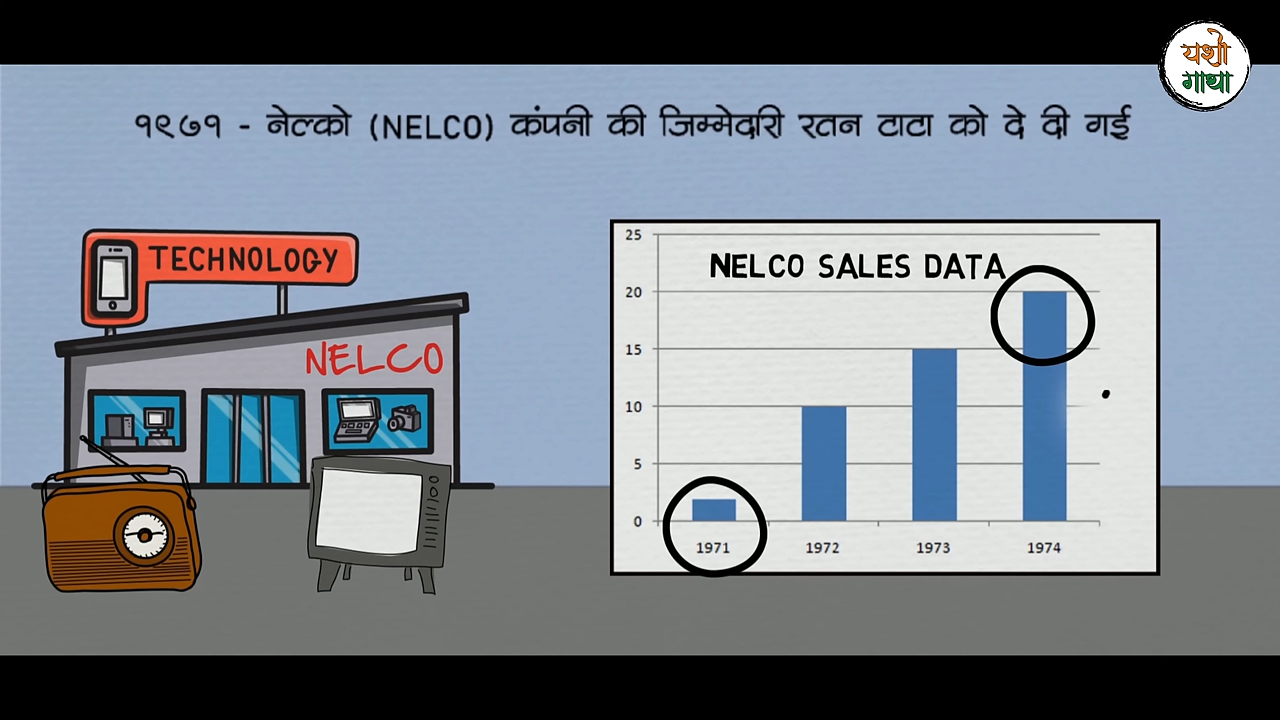 यशो
गाथा
१९७१ - नेल्को (NELCO) कंपनी की जिम्मेदारी रतन टाटा को दे दी गई
TECHNOLOGY
NELCO
NELCO SALES DATA
25
20
15
10
5
0
1971 1972 1973 1974